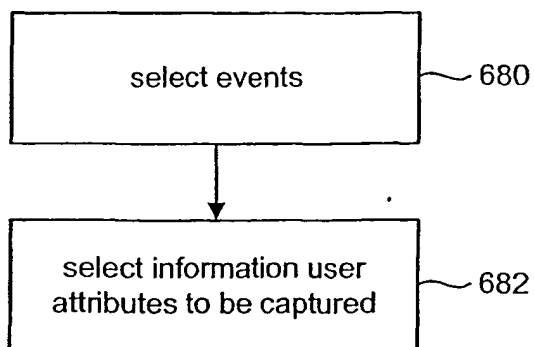 select events
680
select information user
attributes to be captured
682